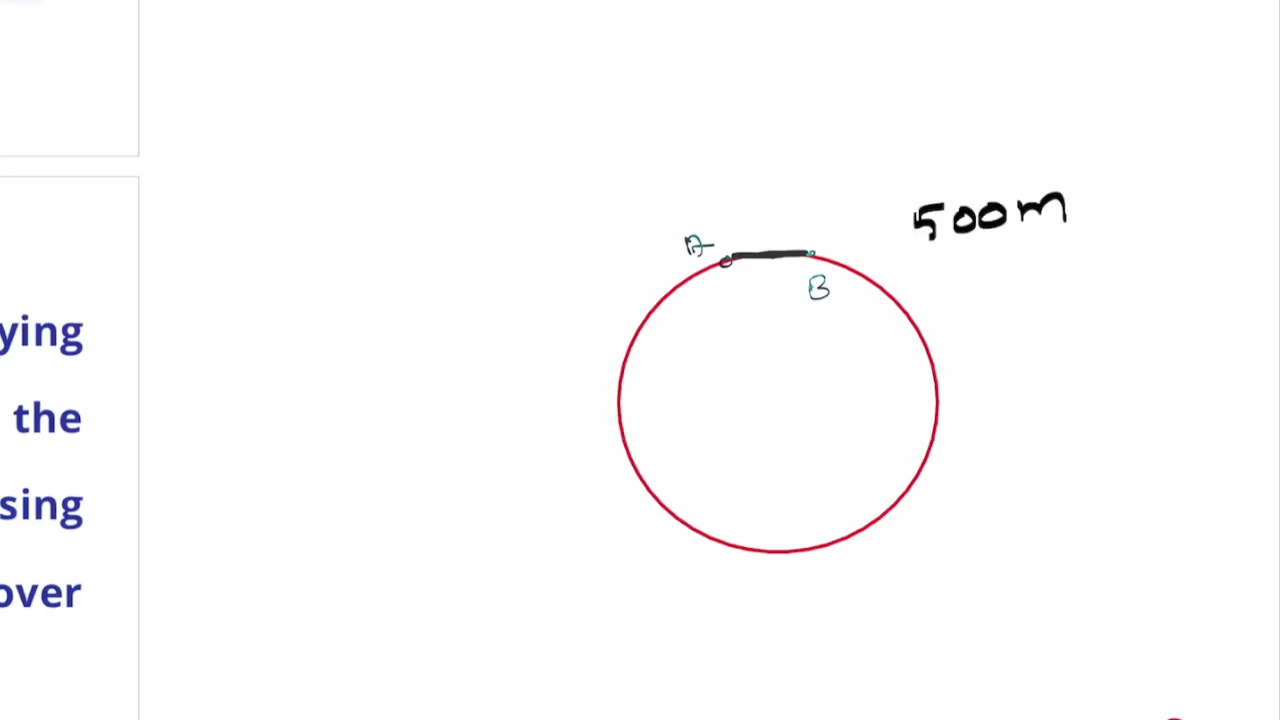 500m
A
B
ying
the
sing
over